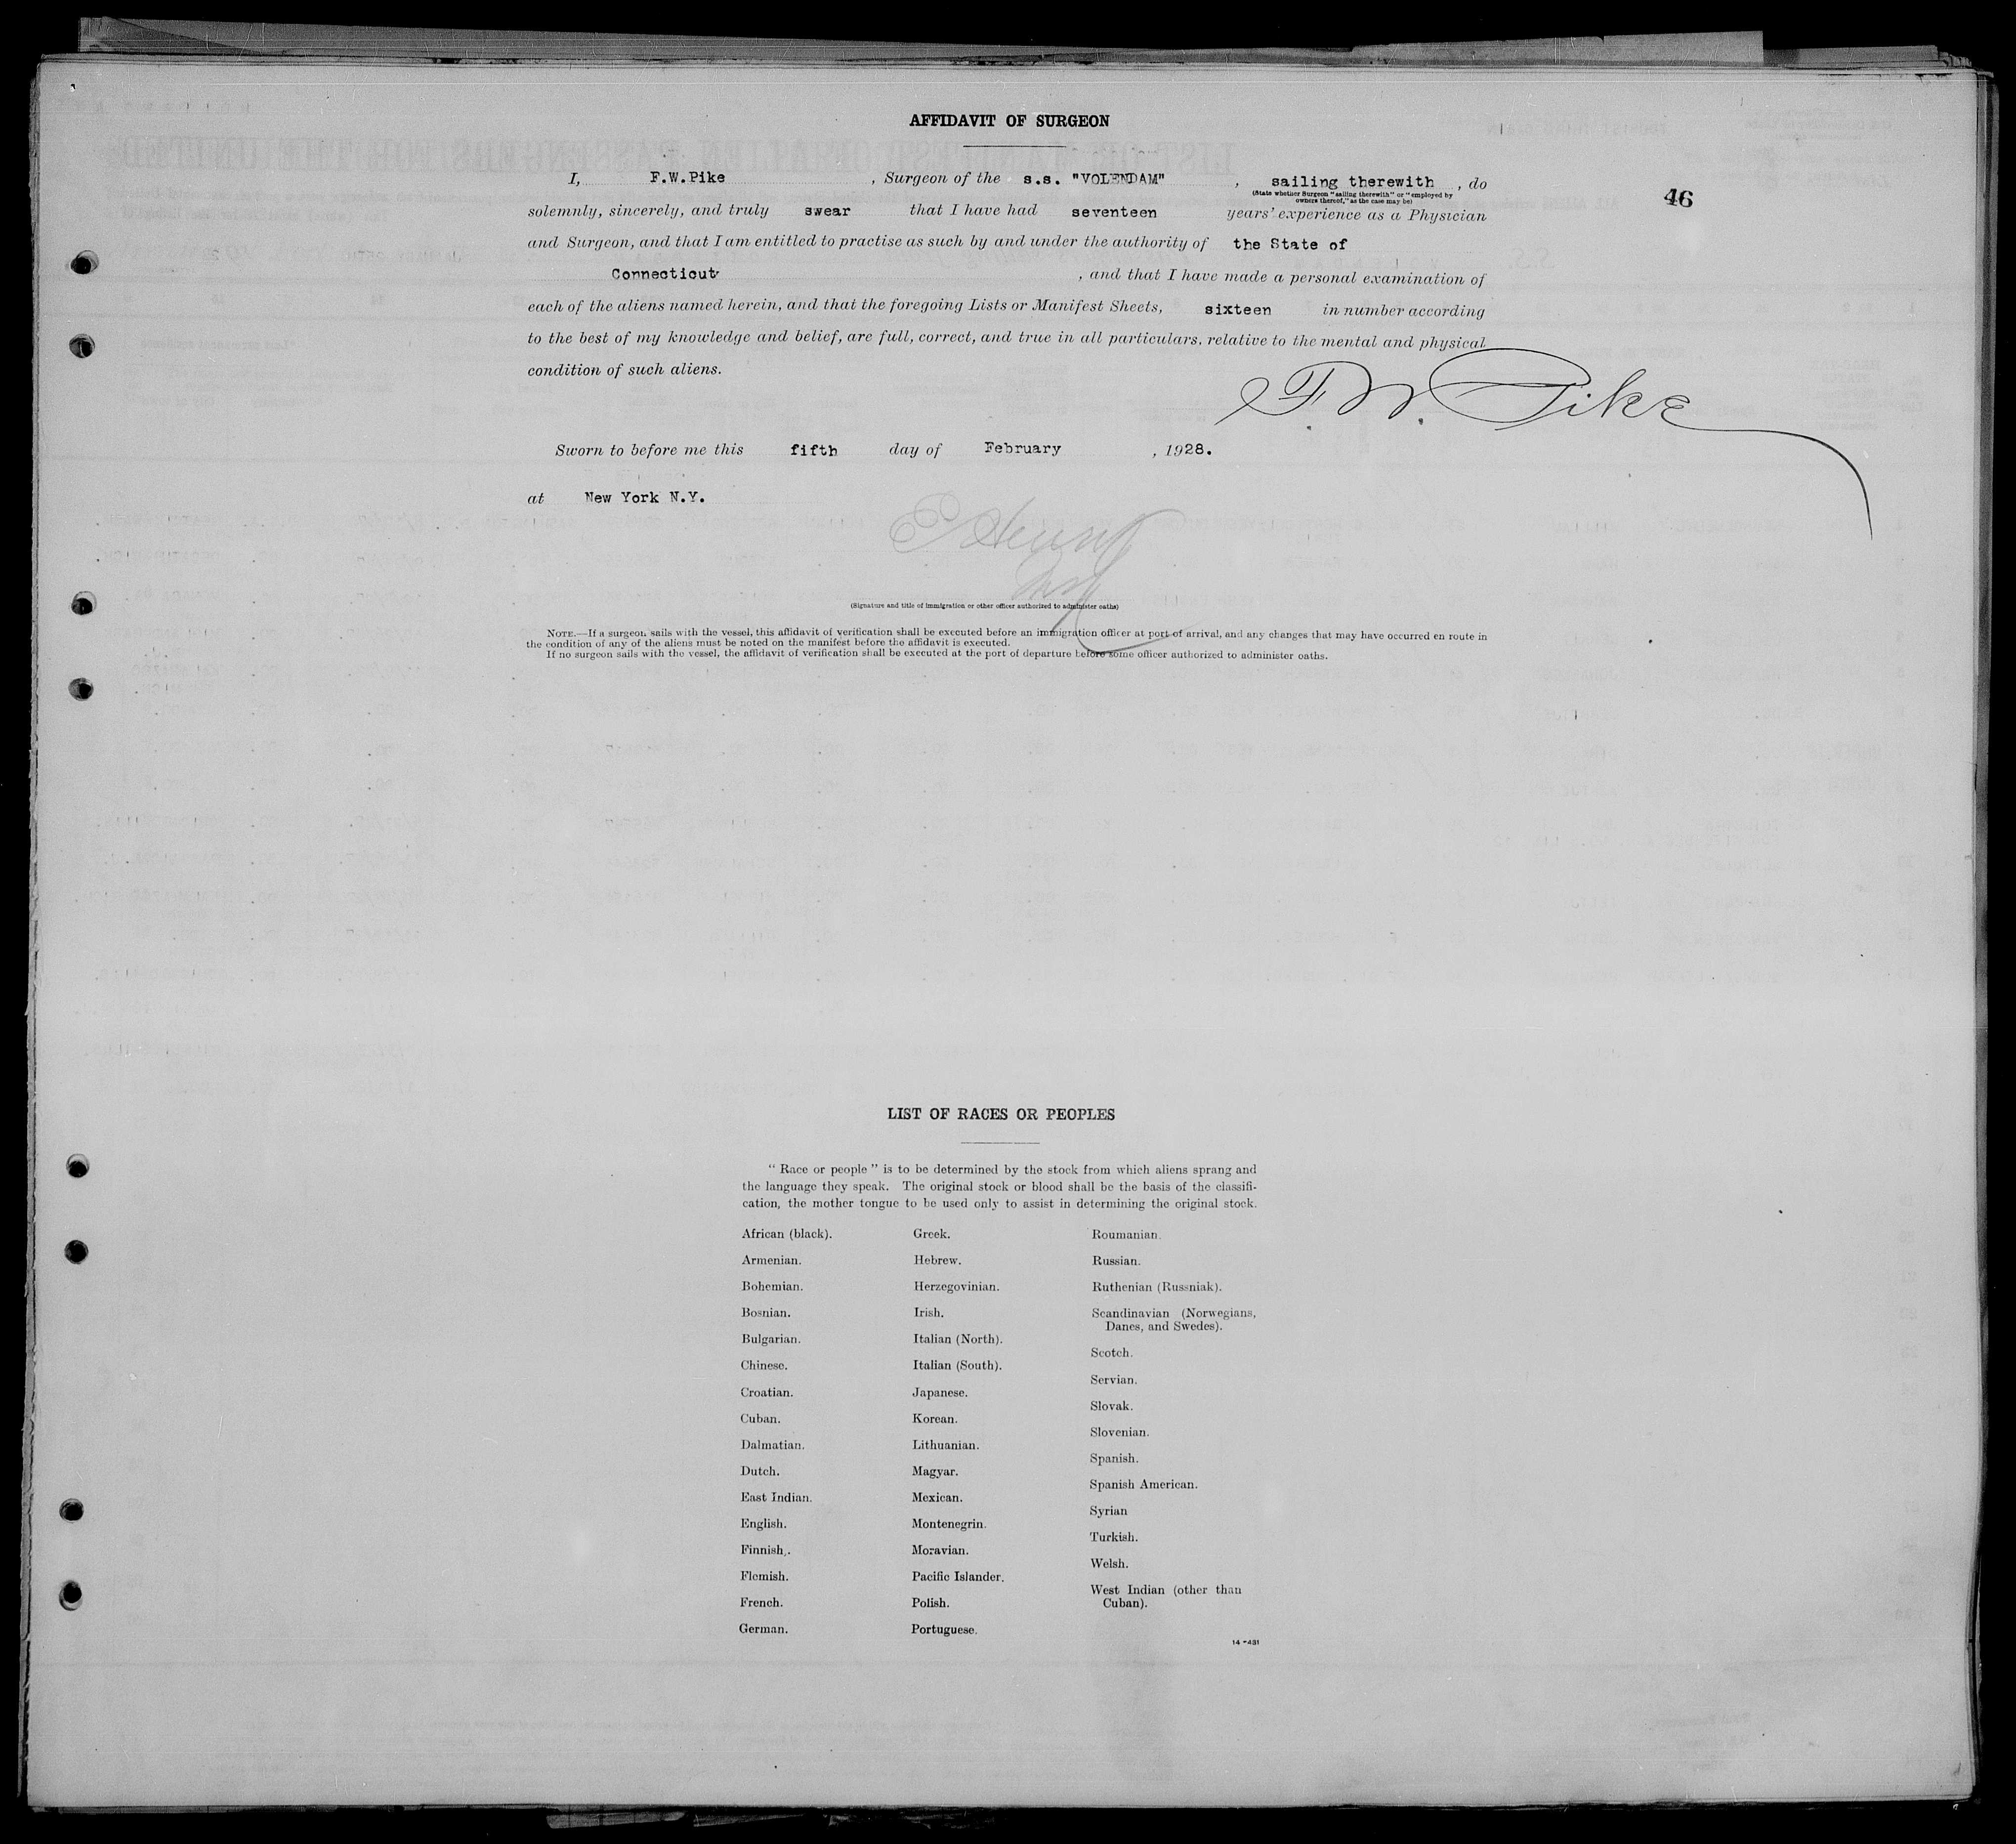 AFFIDAVIT OF SURGEON
46
I, F.W.Pike , Surgeon of the s.s. "VOLENDAM" , sailing therewith , do
(State whether Surgeon "sailing therewith" or "employed by
owners thereof," as the case may be)
solemnly, sincerely, and truly swear that I have had seventeen years' experience as a Physician
and Surgeon, and that I am entitled to practise as such by and under the authority of the State of
Connecticut , and that I have made a personal examination of
each of the aliens named herein, and that the foregoing Lists or Manifest Sheets, sixteen in number according
to the best of my knowledge and belief, are full, correct, and true in all particulars, relative to the mental and physical
condition of such aliens.
F. W. Pike
Sworn to before me this fifth day of February , 1928.
at New York N.Y.
(Signature and title of immigration or other officer authorized to administer oaths)
NOTE.—If a surgeon sails with the vessel, this affidavit of verification shall be executed before an immigration officer at port of arrival, and any changes that may have occurred en route in
the condition of any of the aliens must be noted on the manifest before the affidavit is executed.
If no surgeon sails with the vessel, the affidavit of verification shall be executed at the port of departure before some officer authorized to administer oaths.
LIST OF RACES OR PEOPLES
" Race or people " is to be determined by the stock from which aliens sprang and
the language they speak. The original stock or blood shall be the basis of the classifi-
cation, the mother tongue to be used only to assist in determining the original stock.
African (black).
Armenian.
Bohemian.
Bosnian.
Bulgarian.
Chinese.
Croatian.
Cuban.
Dalmatian.
Dutch.
East Indian.
English.
Finnish.
Flemish.
French.
German.
Greek.
Hebrew.
Herzegovinian.
Irish.
Italian (North).
Italian (South).
Japanese.
Korean.
Lithuanian.
Magyar.
Mexican.
Montenegrin.
Moravian.
Pacific Islander.
Polish.
Portuguese.
Roumanian.
Russian.
Ruthenian (Russniak).
Scandinavian (Norwegians,
Danes, and Swedes).
Scotch.
Servian.
Slovak.
Slovenian.
Spanish.
Spanish American.
Syrian
Turkish.
Welsh.
West Indian (other than
Cuban).
14-431